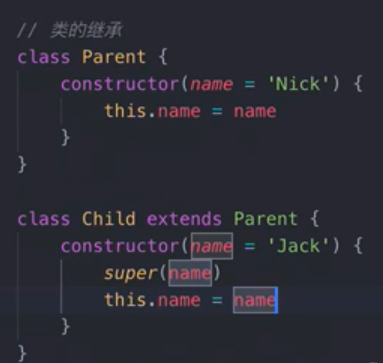 // 类的继承
class Parent {
constructor(name = 'Nick') {
this.name = name
}
}
class Child extends Parent {
constructor(name = 'Jack') {
super(name)
this.name = name
}
}